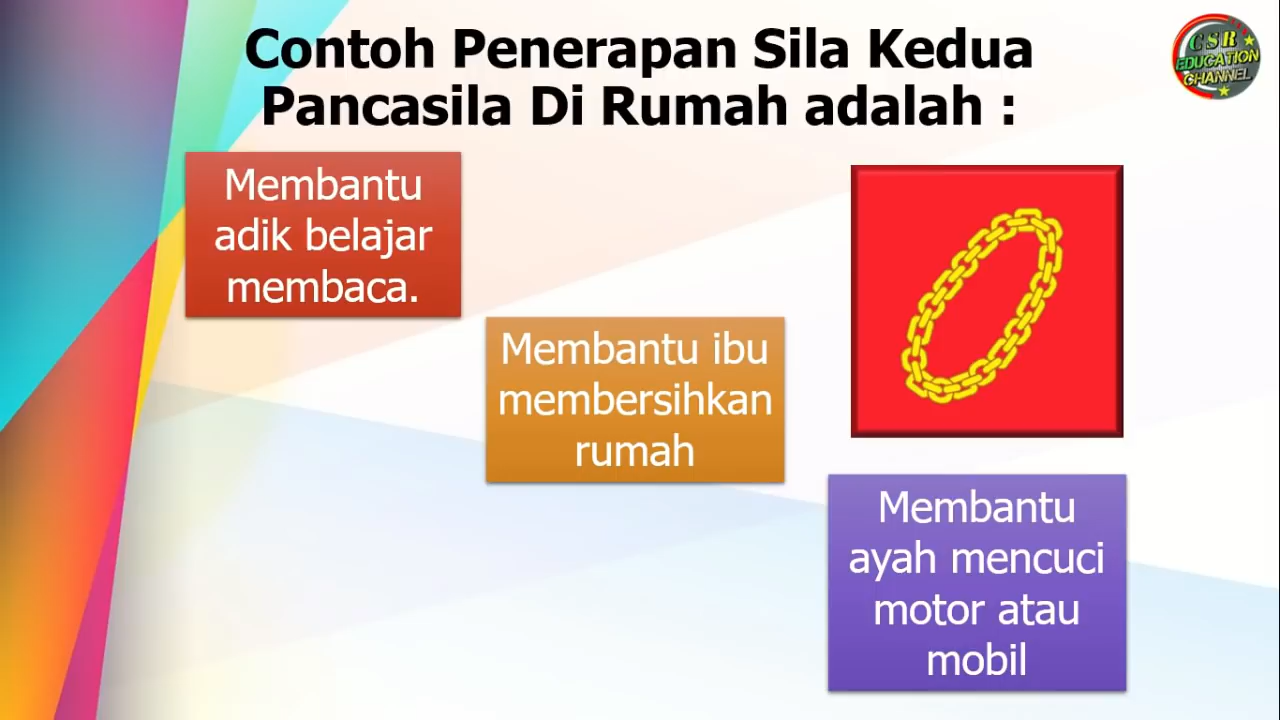 Contoh Penerapan Sila Kedua
Pancasila Di Rumah adalah :
CSR
EDUCATION
CHANNEL
Membantu
adik belajar
membaca.
Membantu ibu
membersihkan
rumah
Membantu
ayah mencuci
motor atau
mobil